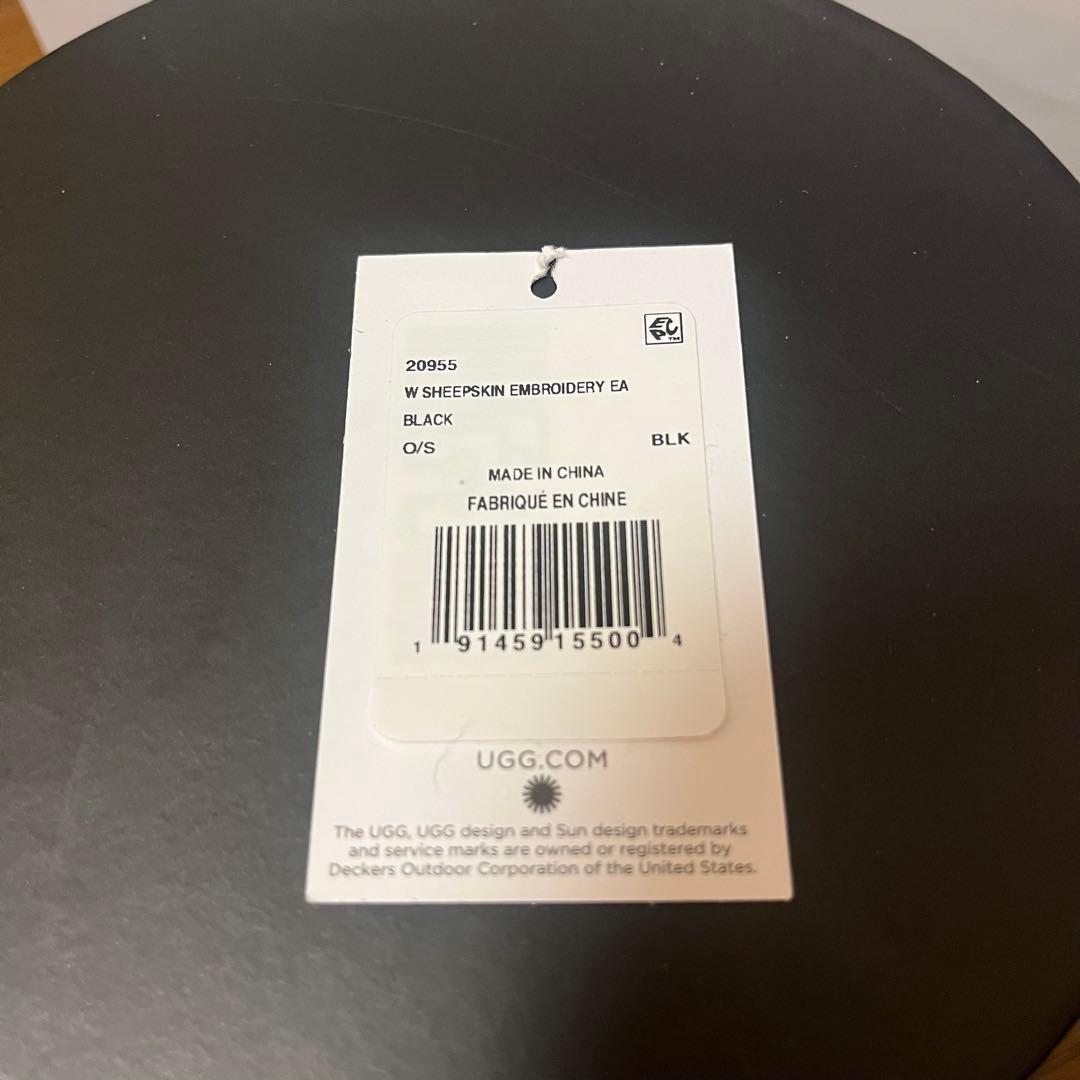 EPC™
20955
W SHEEPSKIN EMBROIDERY EA
BLACK
O/S BLK
MADE IN CHINA
FABRIQUÉ EN CHINE
1 91459 15500 4
UGG.COM
The UGG, UGG design and Sun design trademarks
and service marks are owned or registered by
Deckers Outdoor Corporation of the United States.